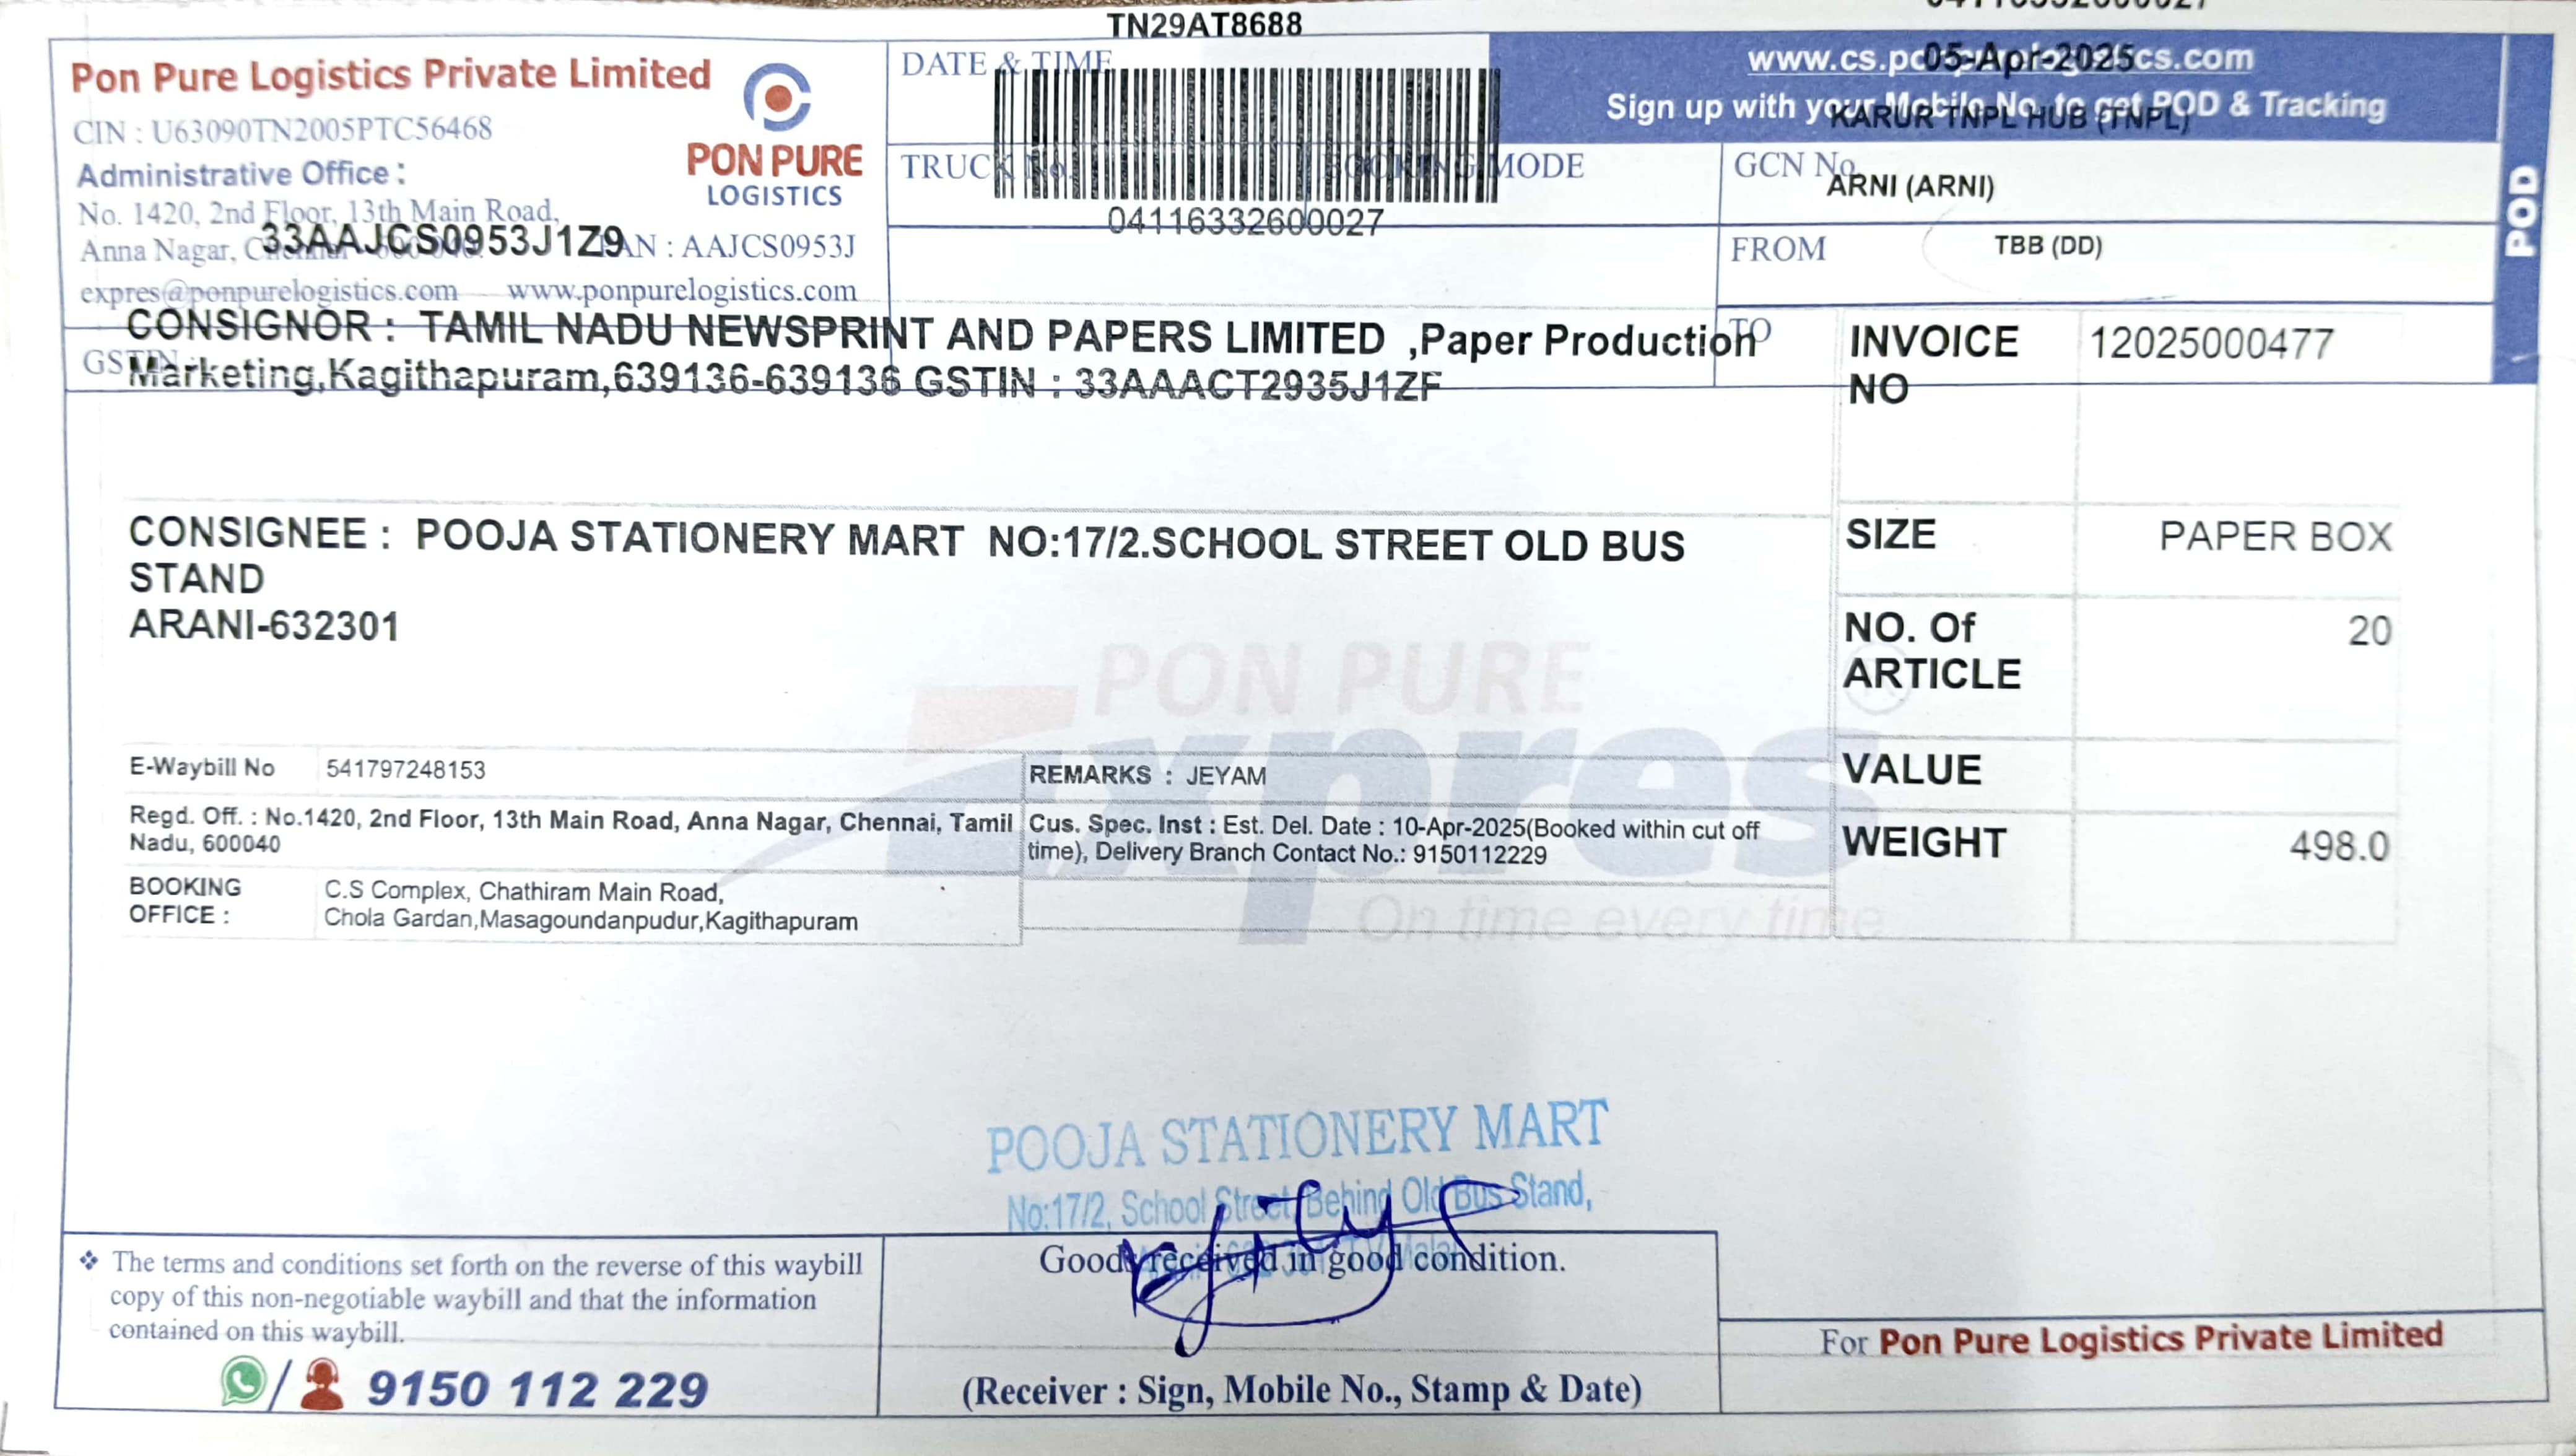 TN29AT8688
Pon Pure Logistics Private Limited
CIN : U63090TN2005PTC56468
Administrative Office :
No. 1420, 2nd Floor, 13th Main Road,
Anna Nagar,
33AAJCS0953J1Z9
: AAJCS0953J
expres@ponpurelogistics.com www.ponpurelogistics.com
PON PURE
LOGISTICS
DATE & TIME
04116332600027
TRUCK No.
BOOKING MODE
www.cs.ponpurelogistics.com
05-Apr-2025
Sign up with your Mobile No. to get POD & Tracking
KARUR TNPL HUB (TNPL)
GCN No.
ARNI (ARNI)
FROM
TBB (DD)
TO
POD
GSTIN
CONSIGNOR : TAMIL NADU NEWSPRINT AND PAPERS LIMITED ,Paper Production
Marketing,Kagithapuram,639136-639136 GSTIN : 33AAACT2935J1ZF
INVOICE NO 12025000477
CONSIGNEE : POOJA STATIONERY MART NO:17/2.SCHOOL STREET OLD BUS
STAND
ARANI-632301
SIZE PAPER BOX
NO. Of ARTICLE 20
VALUE
WEIGHT 498.0
PON PURE
Expres
On time every time
E-Waybill No 541797248153
REMARKS : JEYAM
Regd. Off. : No.1420, 2nd Floor, 13th Main Road, Anna Nagar, Chennai, Tamil
Nadu, 600040
Cus. Spec. Inst : Est. Del. Date : 10-Apr-2025(Booked within cut off
time), Delivery Branch Contact No.: 9150112229
BOOKING OFFICE :
C.S Complex, Chathiram Main Road,
Chola Gardan,Masagoundanpudur,Kagithapuram
POOJA STATIONERY MART
No:17/2, School Street, Behind Old Bus Stand,
Goods received in good condition.
(Receiver : Sign, Mobile No., Stamp & Date)
❖ The terms and conditions set forth on the reverse of this waybill
copy of this non-negotiable waybill and that the information
contained on this waybill.
/ 9150 112 229
For Pon Pure Logistics Private Limited